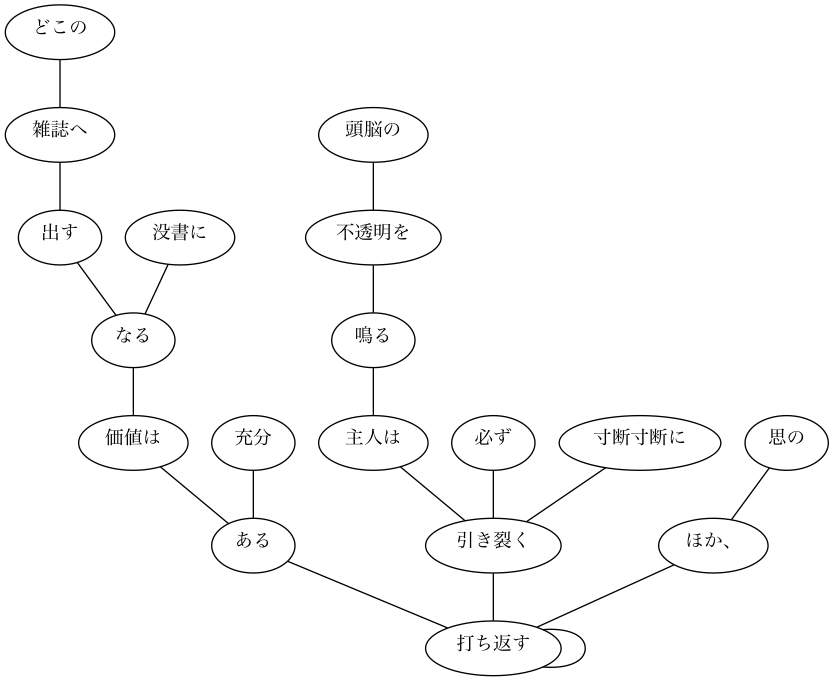 どこの
雑誌へ
頭脳の
出す
没書に
不透明を
なる
鳴る
価値は
充分
主人は
必ず
寸断寸断に
思の
ある
引き裂く
ほか、
打ち返す